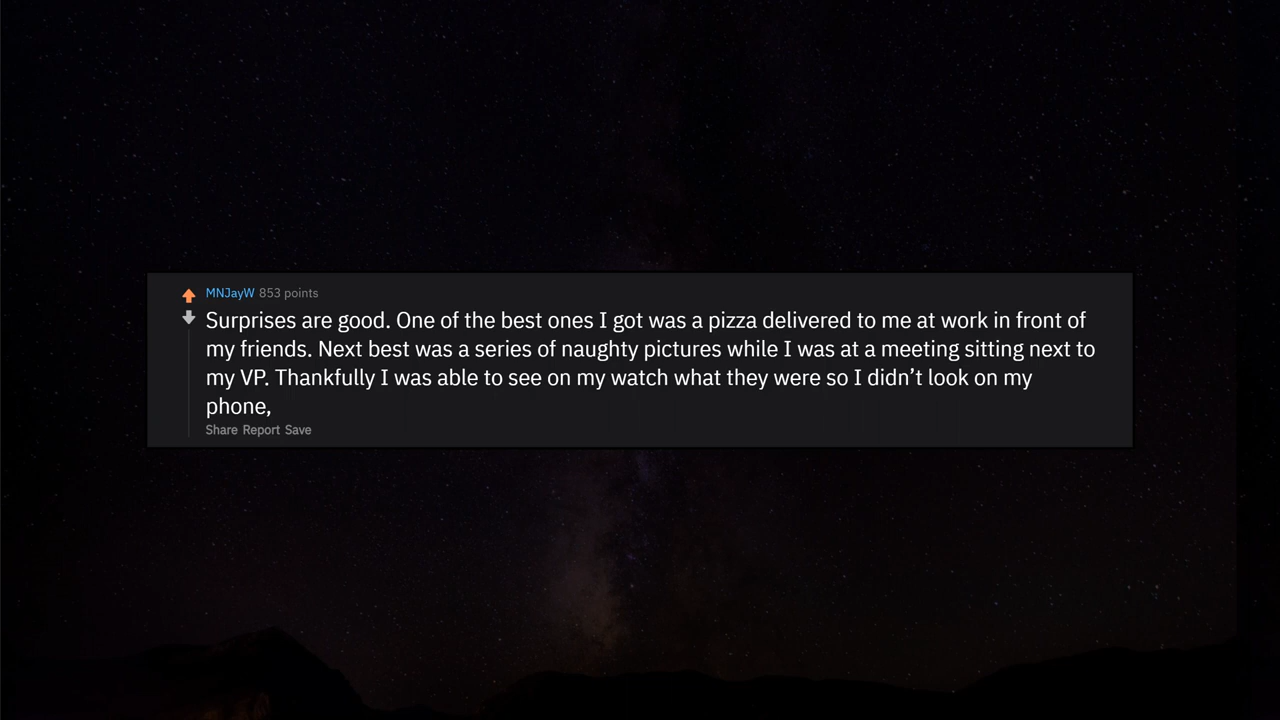 MNJayW 853 points
Surprises are good. One of the best ones I got was a pizza delivered to me at work in front of
my friends. Next best was a series of naughty pictures while I was at a meeting sitting next to
my VP. Thankfully I was able to see on my watch what they were so I didn’t look on my
phone,
Share Report Save